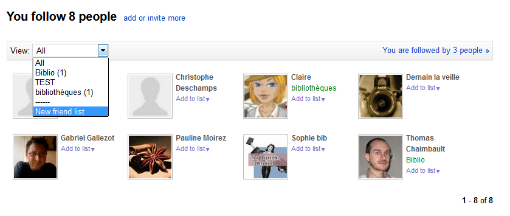 You follow 8 people add or invite more
View: All
You are followed by 3 people »
All
Biblio (1)
TEST
bibliothèques (1)
------
New friend list
Christophe
Deschamps
Add to list ▾
Claire
bibliothèques
Add to list ▾
Demain la veille
Add to list ▾
Gabriel Gallezot
Add to list ▾
Pauline Moirez
Add to list ▾
Sophie bib
Add to list ▾
Thomas
Chaimbault
Biblio
Add to list ▾
1 - 8 of 8